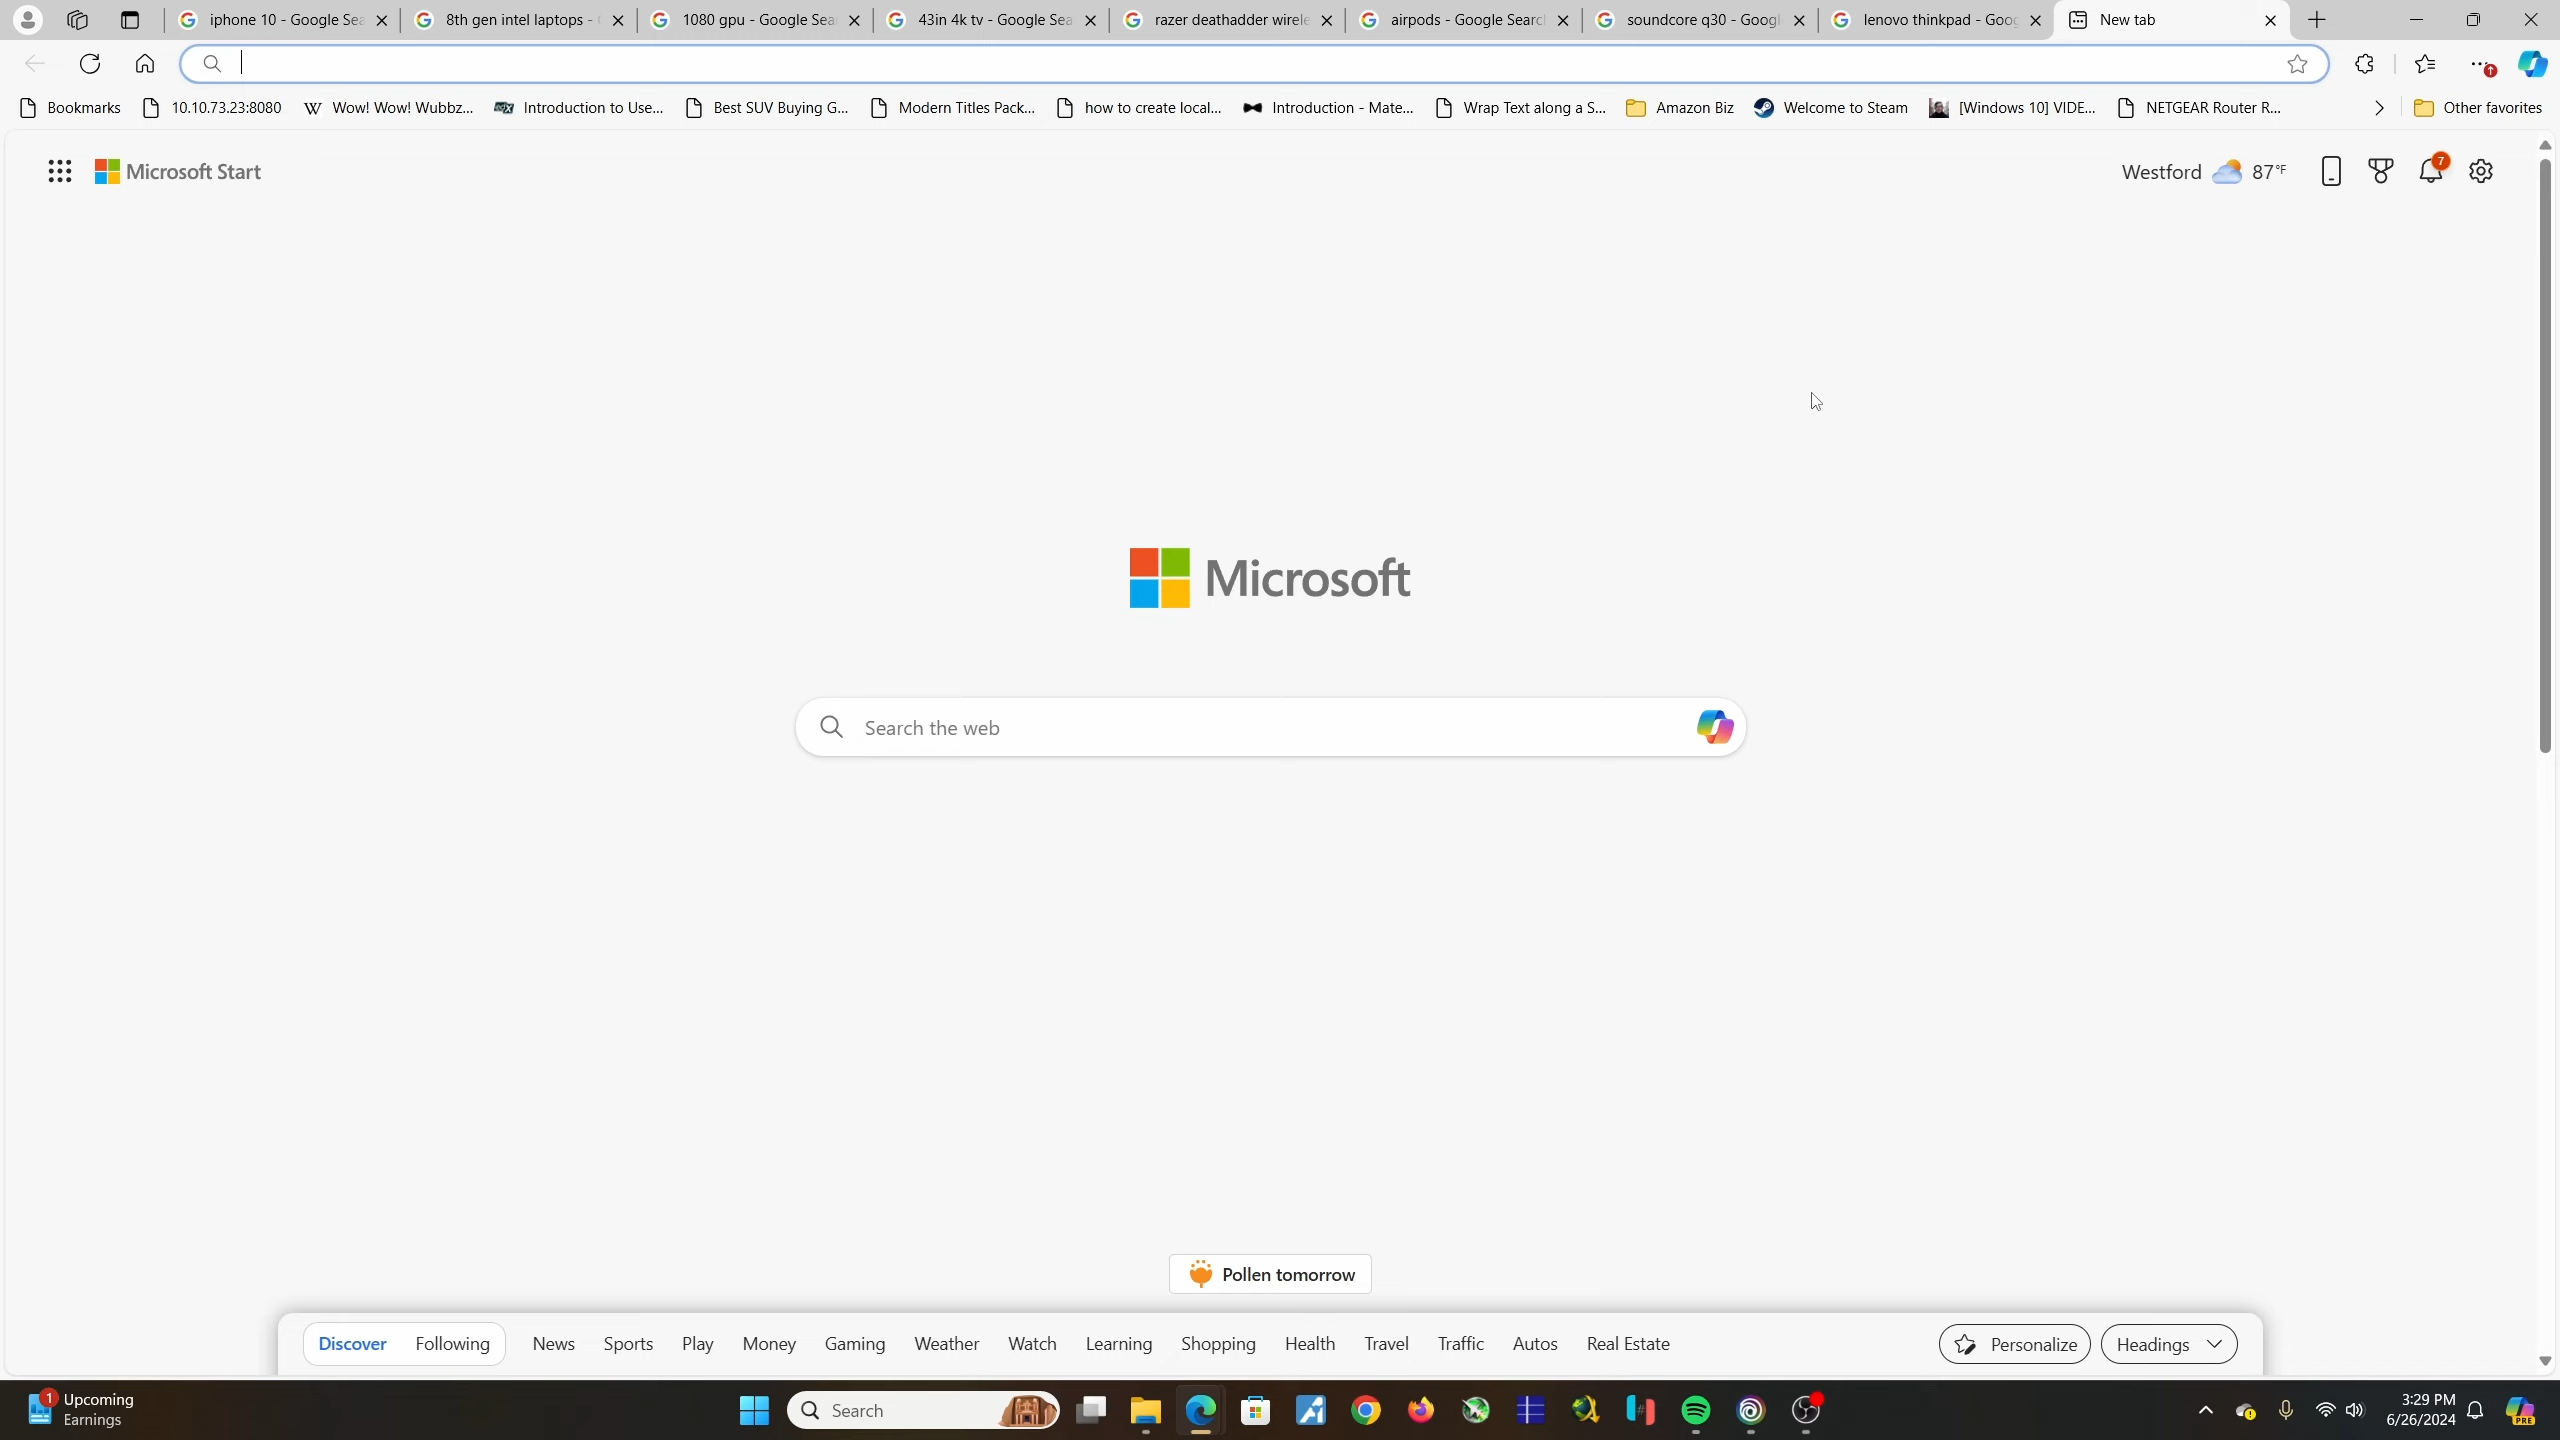 iphone 10 - Google Sea
8th gen intel laptops - G
1080 gpu - Google Sear
43in 4k tv - Google Sea
razer deathadder wirele
airpods - Google Search
soundcore q30 - Googl
lenovo thinkpad - Goog
New tab
Bookmarks
10.10.73.23:8080
Wow! Wow! Wubbz...
Introduction to Use...
Best SUV Buying G...
Modern Titles Pack...
how to create local...
Introduction - Mate...
Wrap Text along a S...
Amazon Biz
Welcome to Steam
[Windows 10] VIDE...
NETGEAR Router R...
Other favorites
Microsoft Start
Westford
87°F
7
Microsoft
Search the web
Pollen tomorrow
Discover
Following
News
Sports
Play
Money
Gaming
Weather
Watch
Learning
Shopping
Health
Travel
Traffic
Autos
Real Estate
Personalize
Headings
1
Upcoming
Earnings
Search
3:29 PM
6/26/2024
PRE